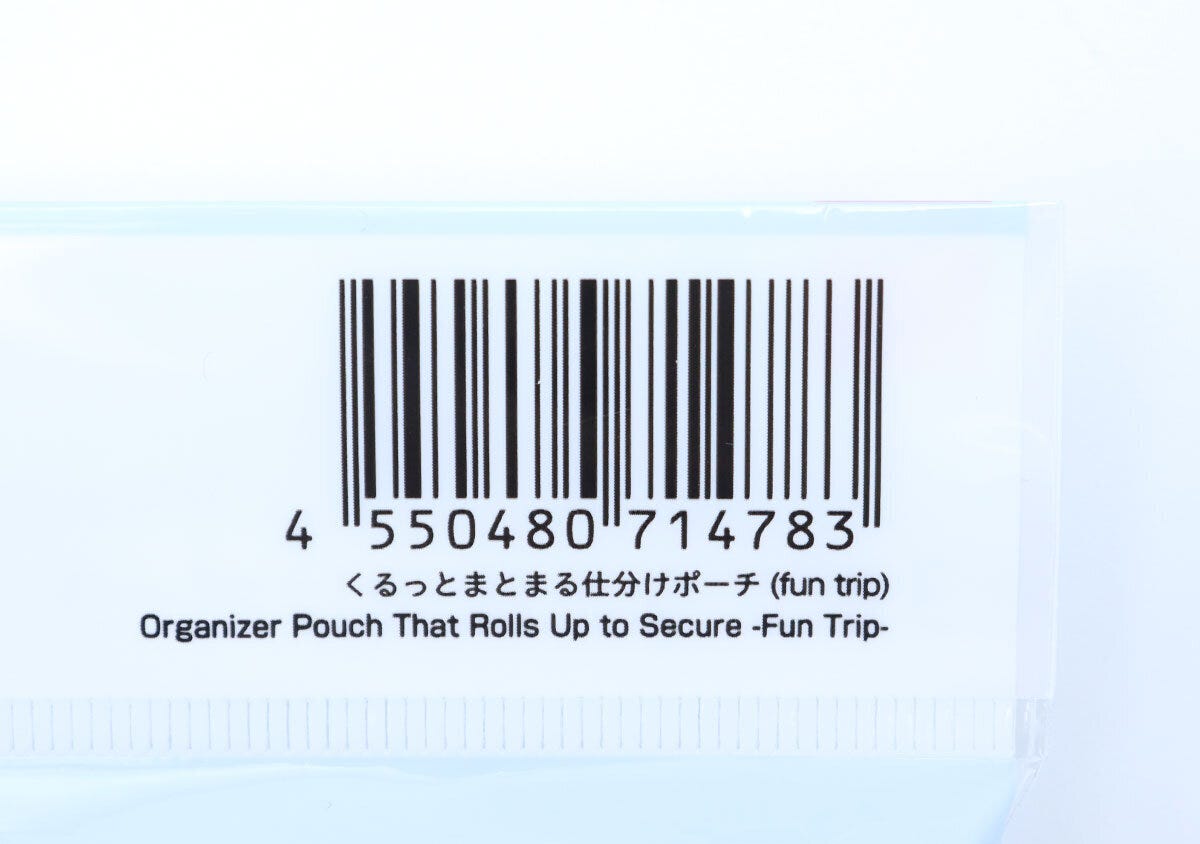 4 550480 714783
くるっとまとまる仕分けポーチ (fun trip)
Organizer Pouch That Rolls Up to Secure -Fun Trip-